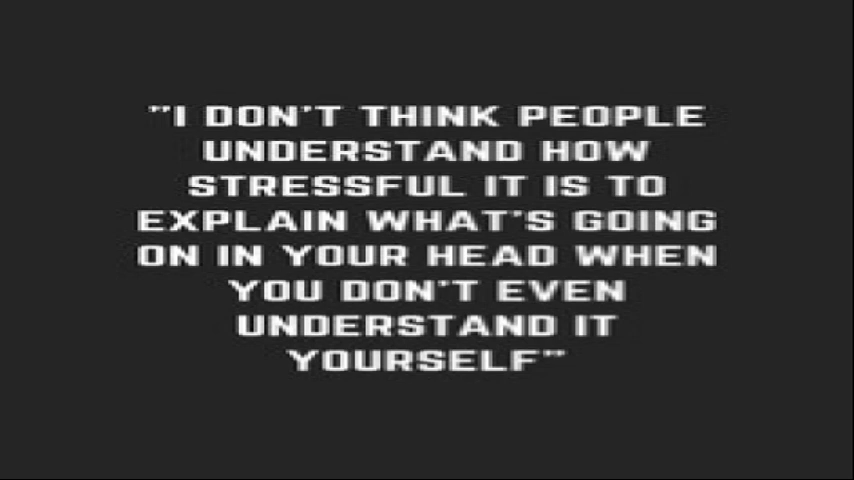 "I DON'T THINK PEOPLE
UNDERSTAND HOW
STRESSFUL IT IS TO
EXPLAIN WHAT'S GOING
ON IN YOUR HEAD WHEN
YOU DON'T EVEN
UNDERSTAND IT
YOURSELF"